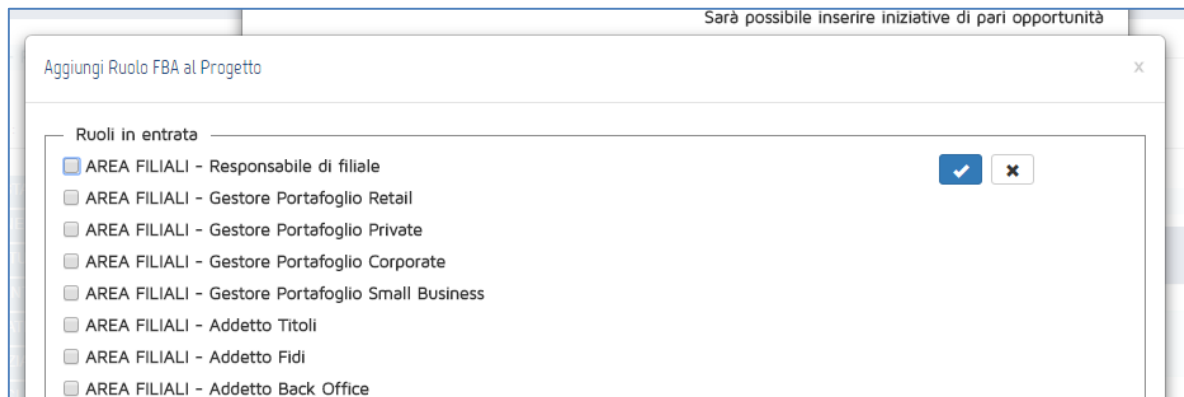 Sarà possibile inserire iniziative di pari opportunità
Aggiungi Ruolo FBA al Progetto
x
Ruoli in entrata
AREA FILIALI - Responsabile di filiale
AREA FILIALI - Gestore Portafoglio Retail
AREA FILIALI - Gestore Portafoglio Private
AREA FILIALI - Gestore Portafoglio Corporate
AREA FILIALI - Gestore Portafoglio Small Business
AREA FILIALI - Addetto Titoli
AREA FILIALI - Addetto Fidi
AREA FILIALI - Addetto Back Office